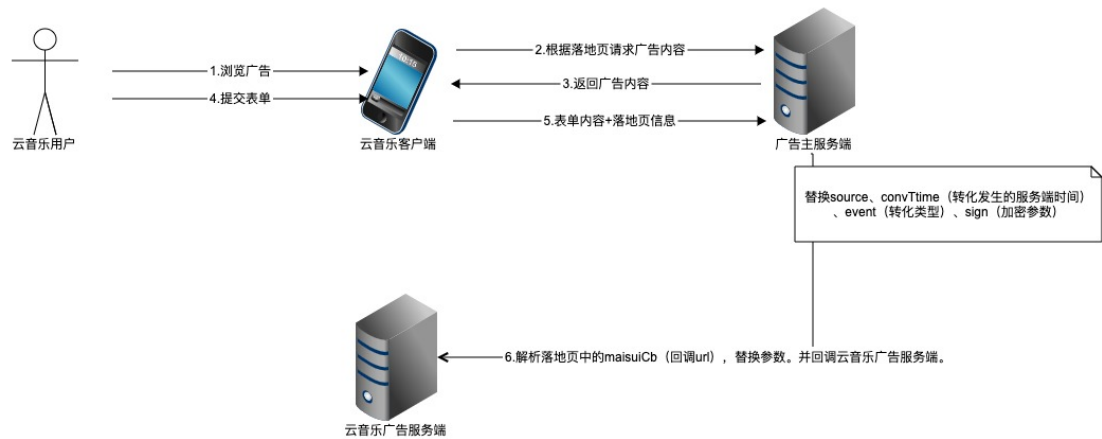 2.根据落地页请求广告内容
10:15
1.浏览广告
3.返回广告内容
4.提交表单
5.表单内容+落地页信息
云音乐用户
云音乐客户端
广告主服务端
替换source、convTtime（转化发生的服务端时间）
、event（转化类型）、sign（加密参数）
6.解析落地页中的maisuiCb（回调url），替换参数。并回调云音乐广告服务端。
云音乐广告服务端